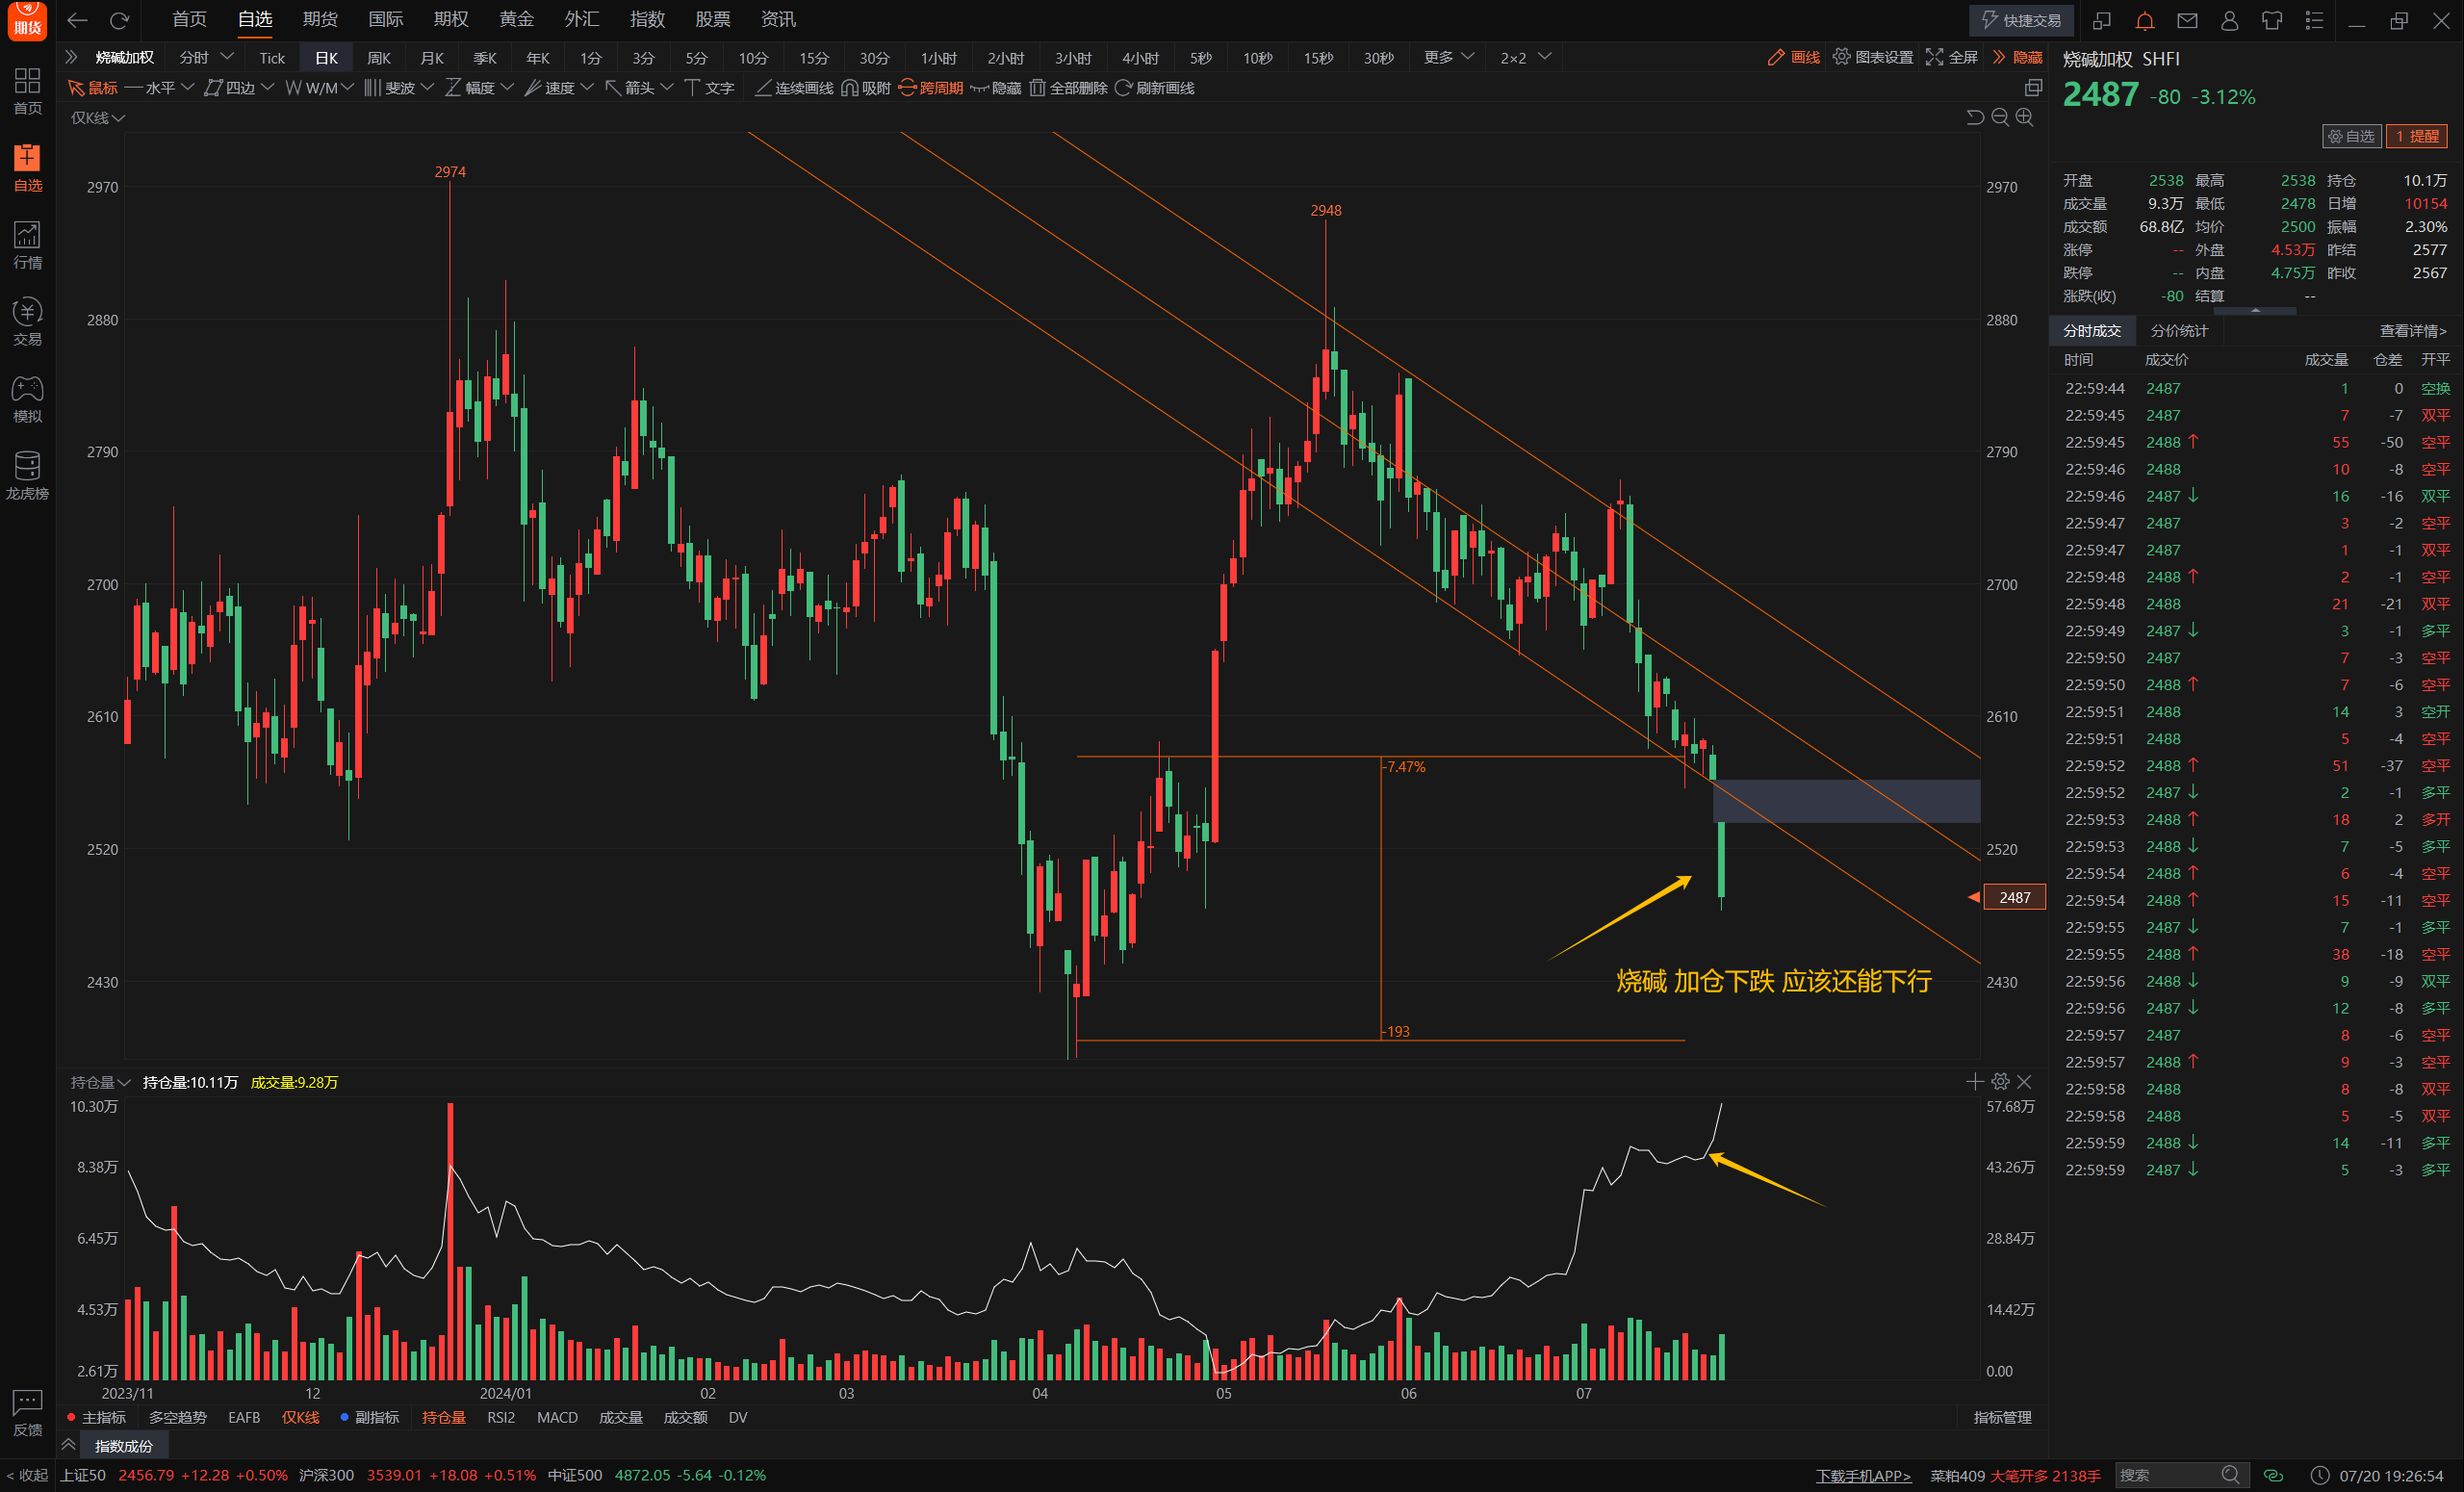 期货
首页 自选 期货 国际 期权 黄金 外汇 指数 股票 资讯
快捷交易
烧碱加权 分时 Tick 日K 周K 月K 季K 年K 1分 3分 5分 10分 15分 30分 1小时 2小时 3小时 4小时 5秒 10秒 15秒 30秒 更多 2×2
画线 图表设置 全屏 隐藏
鼠标 水平 四边 W/M 斐波 幅度 速度 箭头 文字 连续画线 吸附 跨周期 隐藏 全部删除 刷新画线
首页
自选
行情
交易
模拟
龙虎榜
反馈
仅K线
2970
2880
2790
2700
2610
2520
2430
2974
2948
-7.47%
-193
烧碱 加仓下跌 应该还能下行
2970
2880
2790
2700
2610
2520
2487
2430
持仓量 持仓量:10.11万 成交量:9.28万
10.30万
8.38万
6.45万
4.53万
2.61万
57.68万
43.26万
28.84万
14.42万
0.00
2023/11 12 2024/01 02 03 04 05 06 07
主指标 多空趋势 EAFB 仅K线 副指标 持仓量 RSI2 MACD 成交量 成交额 DV
指标管理
指数成份
烧碱加权 SHFI
2487 -80 -3.12%
自选 1 提醒
开盘 2538 最高 2538 持仓 10.1万
成交量 9.3万 最低 2478 日增 10154
成交额 68.8亿 均价 2500 振幅 2.30%
涨停 -- 外盘 4.53万 昨结 2577
跌停 -- 内盘 4.75万 昨收 2567
涨跌(收) -80 结算 --
分时成交 分价统计 查看详情>
时间 成交价 成交量 仓差 开平
22:59:44 2487 1 0 空换
22:59:45 2487 7 -7 双平
22:59:45 2488↑ 55 -50 空平
22:59:46 2488 10 -8 空平
22:59:46 2487↓ 16 -16 双平
22:59:47 2487 3 -2 空平
22:59:47 2487 1 -1 双平
22:59:48 2488↑ 2 -1 空平
22:59:48 2488 21 -21 双平
22:59:49 2487↓ 3 -1 多平
22:59:50 2487 7 -3 空平
22:59:50 2488↑ 7 -6 空平
22:59:51 2488 14 3 空开
22:59:51 2488 5 -4 空平
22:59:52 2488↑ 51 -37 空平
22:59:52 2487↓ 2 -1 多平
22:59:53 2488↑ 18 2 多开
22:59:53 2488↓ 7 -5 多平
22:59:54 2488↑ 6 -4 空平
22:59:54 2488↑ 15 -11 空平
22:59:55 2487↓ 7 -1 多平
22:59:55 2488↑ 38 -18 空平
22:59:56 2487↓ 9 -9 双平
22:59:56 2487↓ 12 -8 多平
22:59:57 2487 8 -6 空平
22:59:57 2488↑ 9 -3 空平
22:59:58 2488 8 -8 双平
22:59:58 2488 5 -5 双平
22:59:59 2488↓ 14 -11 多平
22:59:59 2487↓ 5 -3 多平
< 收起 上证50 2456.79 +12.28 +0.50% 沪深300 3539.01 +18.08 +0.51% 中证500 4872.05 -5.64 -0.12%
下载手机APP> 菜粕409 大笔开多 2138手 搜索 07/20 19:26:54